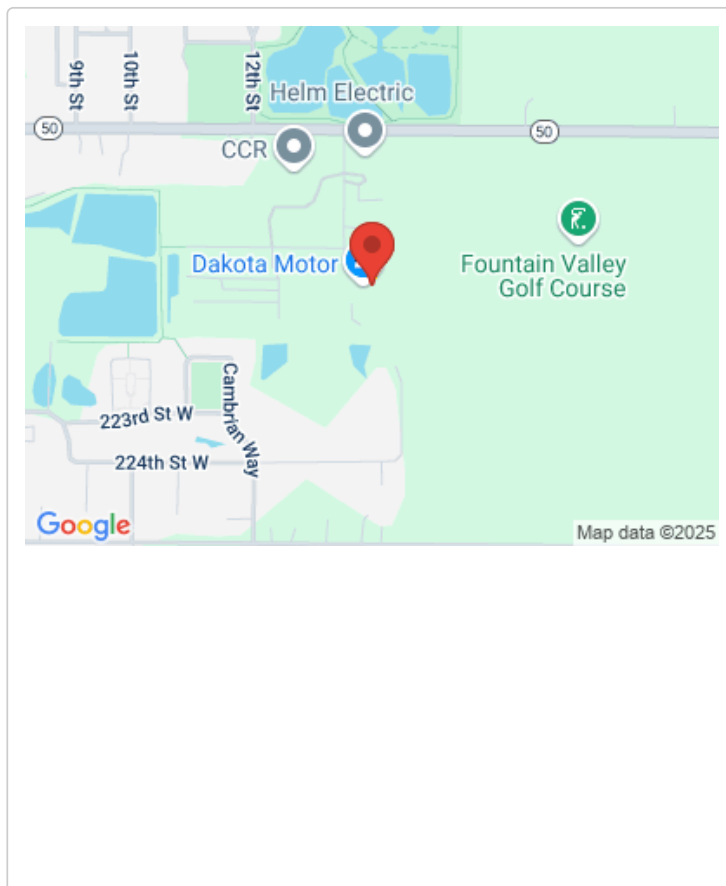 9th St
10th St
12th St
Helm Electric
50
50
CCR
Dakota Motor
Fountain Valley
Golf Course
Cambrian Way
223rd St W
224th St W
Google
Map data ©2025